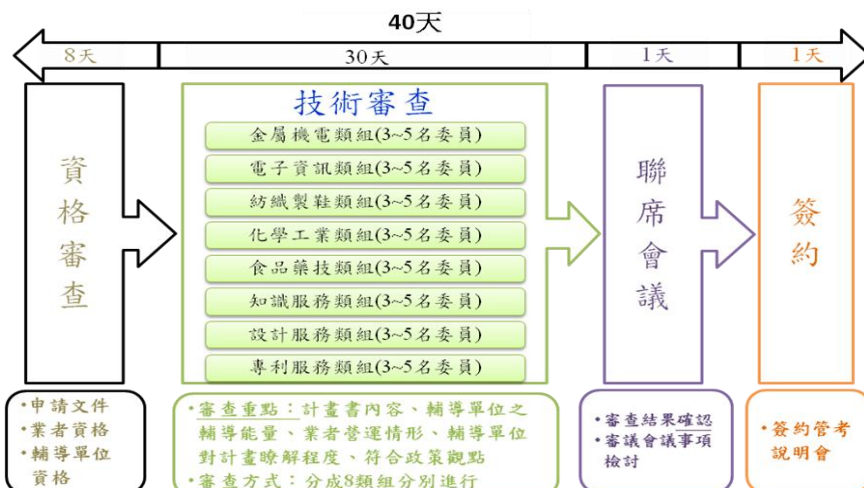 40天
8天
30天
1天
1天
資格審查
技術審查
金屬機電類組(3~5名委員)
電子資訊類組(3~5名委員)
紡織製鞋類組(3~5名委員)
化學工業類組(3~5名委員)
食品藥技類組(3~5名委員)
知識服務類組(3~5名委員)
設計服務類組(3~5名委員)
專利服務類組(3~5名委員)
聯席會議
簽約
•申請文件
•業者資格
•輔導單位
資格
•審查重點：計畫書內容、輔導單位之
輔導能量、業者營運情形、輔導單位
對計畫瞭解程度、符合政策觀點
•審查方式：分成8類組分別進行
•審查結果確認
•審議會議事項
檢討
•簽約管考
說明會